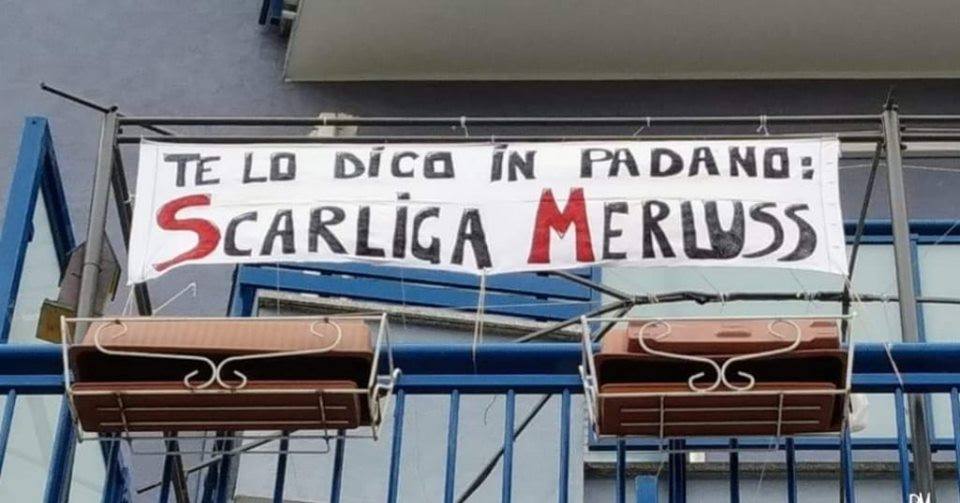 TE LO DICO IN PADANO:
SCARLIGA MERLUSS